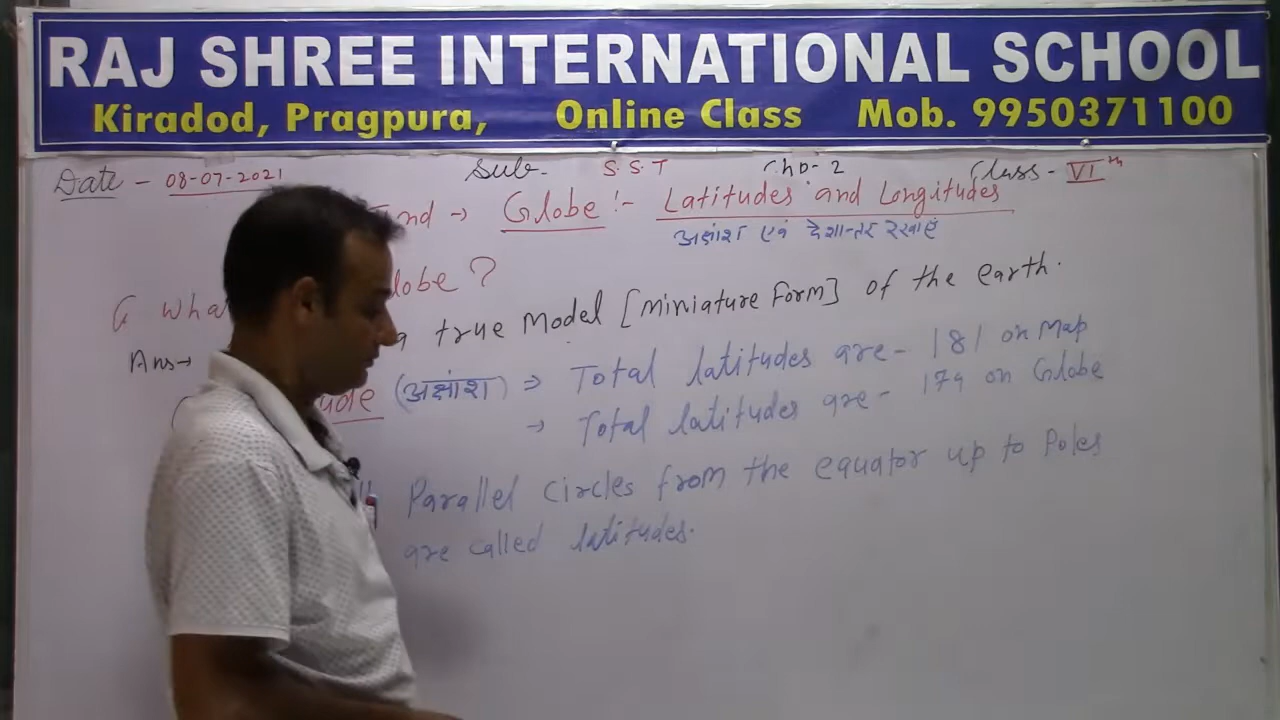 RAJ SHREE INTERNATIONAL SCHOOL
Kiradod, Pragpura, Online Class Mob. 9950371100
Date - 08-07-2021 Sub- S.S.T Chp-2 Class- VIth
Globe :- Latitudes and Longitudes
अक्षांश एवं देशान्तर रेखाएं
Q What lobe ?
Ans→ a true Model [miniature Form] of the earth.
ude (अक्षांश) → Total latitudes are- 181 on Map
→ Total latitudes are- 179 on Globe
Parallel circles from the equator up to Poles
are called latitudes.